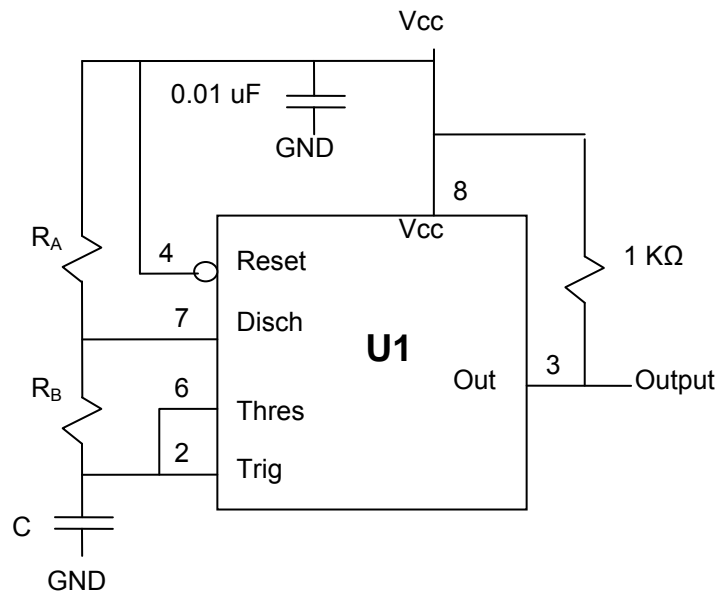 Vcc
0.01 uF
GND
8
Vcc
RA
4
Reset
1 KΩ
7
Disch
U1
RB
6
Thres
Out
3
Output
2
Trig
C
GND